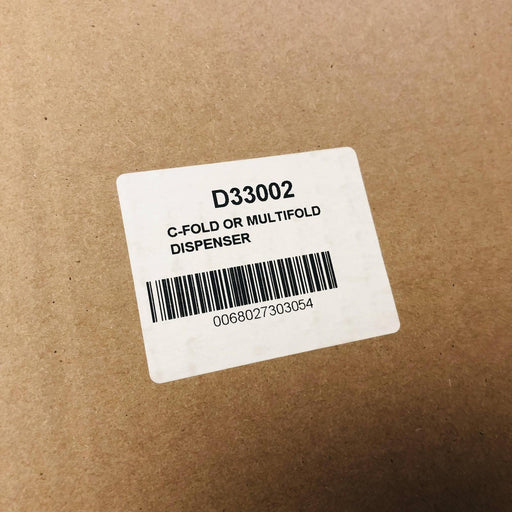 D33002
C-FOLD OR MULTIFOLD
DISPENSER
0068027303054